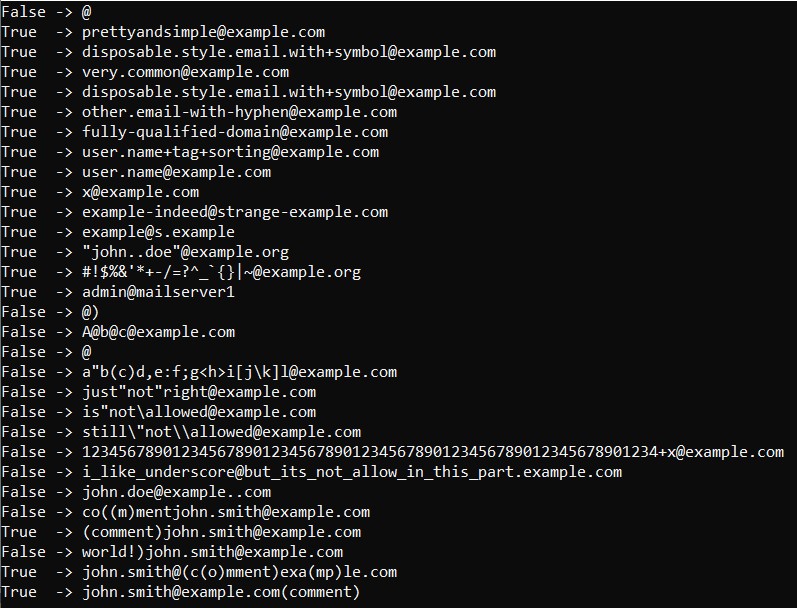 False -> @
True  -> prettyandsimple@example.com
True  -> disposable.style.email.with+symbol@example.com
True  -> very.common@example.com
True  -> disposable.style.email.with+symbol@example.com
True  -> other.email-with-hyphen@example.com
True  -> fully-qualified-domain@example.com
True  -> user.name+tag+sorting@example.com
True  -> user.name@example.com
True  -> x@example.com
True  -> example-indeed@strange-example.com
True  -> example@s.example
True  -> "john..doe"@example.org
True  -> #!$%&'*+-/=?^_`{}|~@example.org
True  -> admin@mailserver1
False -> @)
False -> A@b@c@example.com
False -> @
False -> a"b(c)d,e:f;g<h>i[j\k]l@example.com
False -> just"not"right@example.com
False -> is"not\allowed@example.com
False -> still\"not\\allowed@example.com
False -> 1234567890123456789012345678901234567890123456789012345678901234+x@example.com
False -> i_like_underscore@but_its_not_allow_in_this_part.example.com
False -> john.doe@example..com
False -> co((m)mentjohn.smith@example.com
True  -> (comment)john.smith@example.com
False -> world!)john.smith@example.com
True  -> john.smith@(c(o)mment)exa(mp)le.com
True  -> john.smith@example.com(comment)